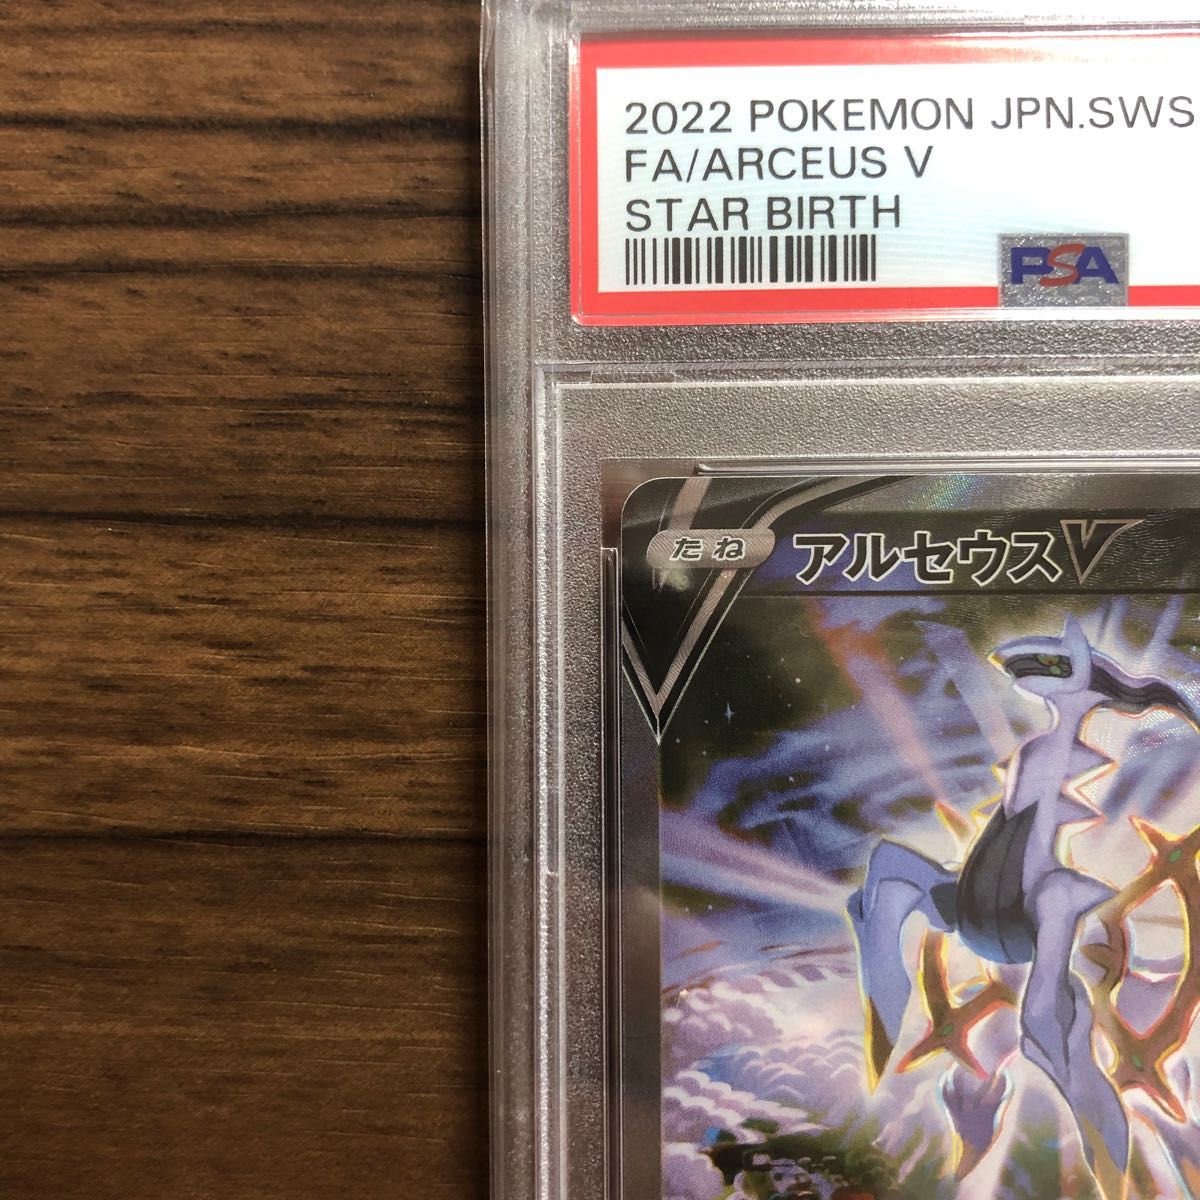 2022 POKEMON JPN.SWS
FA/ARCEUS V
STAR BIRTH
PSA
たね アルセウスV